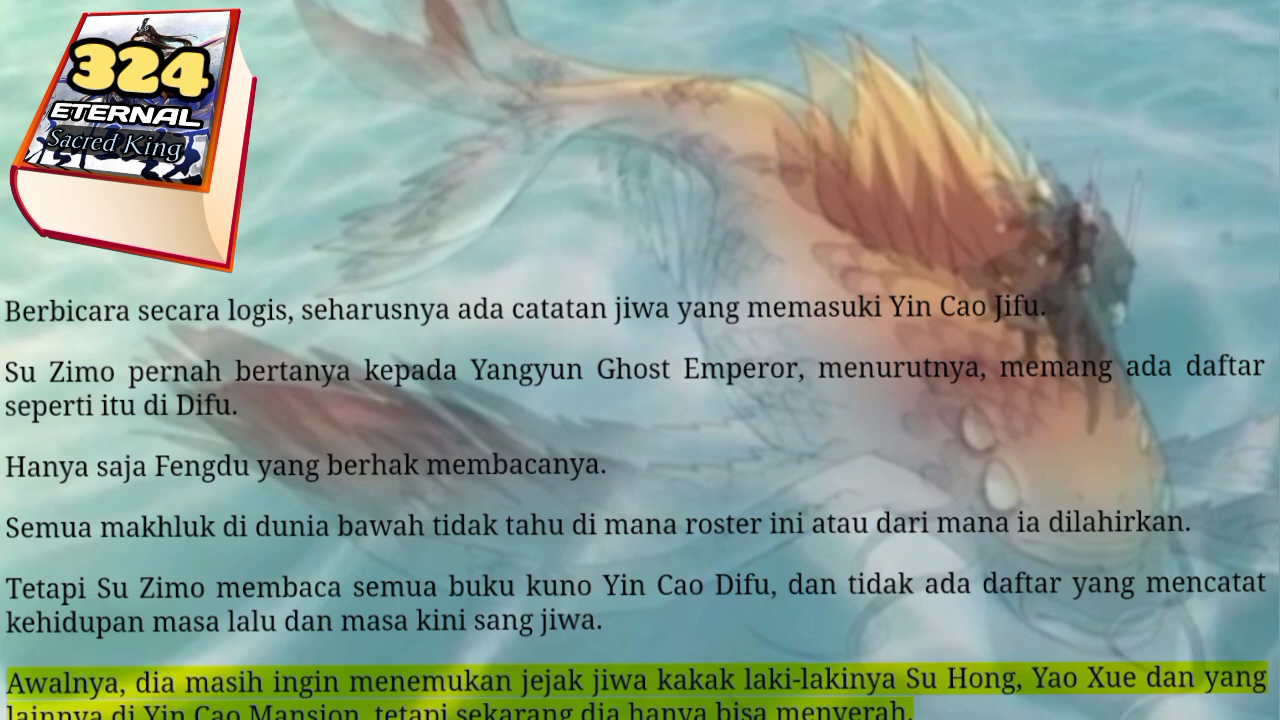 324
ETERNAL
Sacred King
Berbicara secara logis, seharusnya ada catatan jiwa yang memasuki Yin Cao Jifu.
Su Zimo pernah bertanya kepada Yangyun Ghost Emperor, menurutnya, memang ada daftar
seperti itu di Difu.
Hanya saja Fengdu yang berhak membacanya.
Semua makhluk di dunia bawah tidak tahu di mana roster ini atau dari mana ia dilahirkan.
Tetapi Su Zimo membaca semua buku kuno Yin Cao Difu, dan tidak ada daftar yang mencatat
kehidupan masa lalu dan masa kini sang jiwa.
Awalnya, dia masih ingin menemukan jejak jiwa kakak laki-lakinya Su Hong, Yao Xue dan yang
lainnya di Yin Cao Mansion, tetapi sekarang dia hanya bisa menyerah.